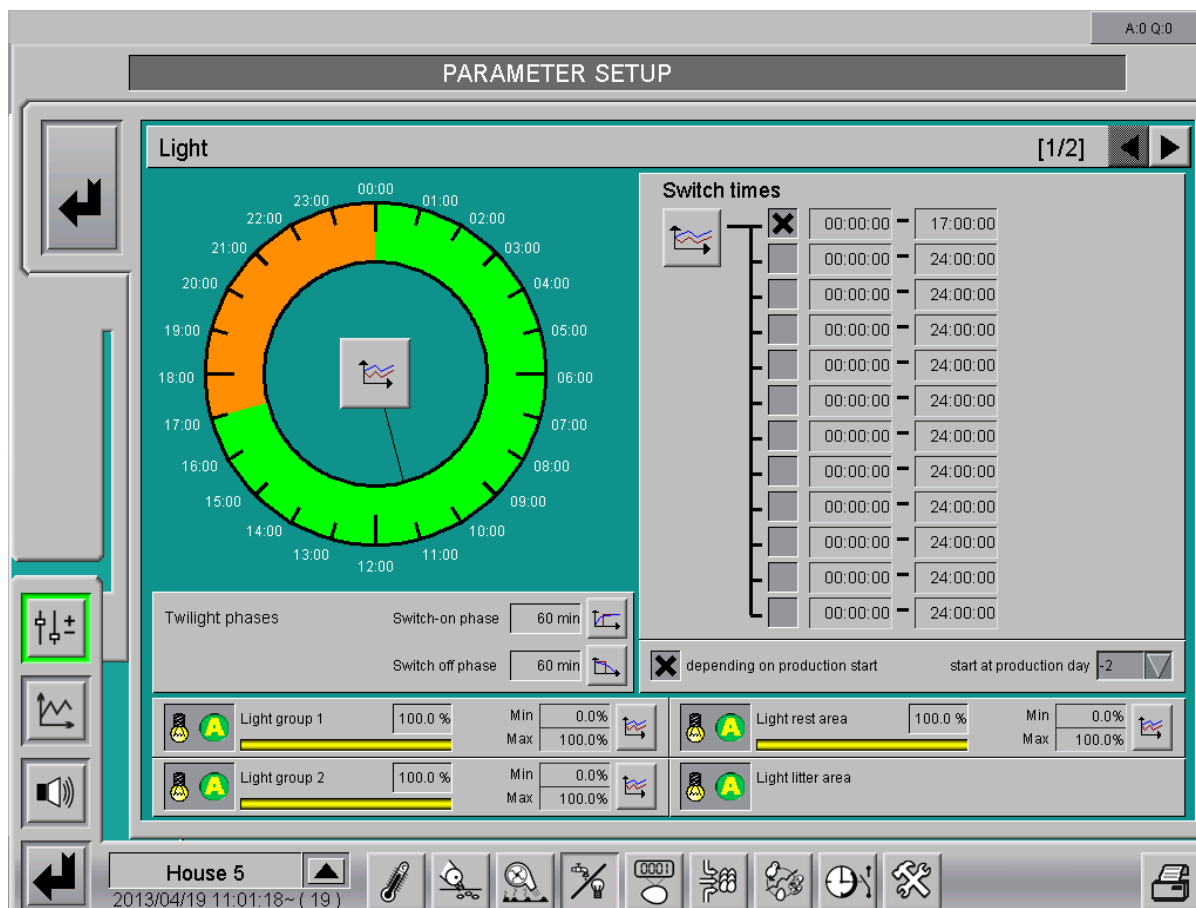 A:0 Q:0
PARAMETER SETUP
Light
[1/2]
00:00
01:00
02:00
03:00
04:00
05:00
06:00
07:00
08:00
09:00
10:00
11:00
12:00
13:00
14:00
15:00
16:00
17:00
18:00
19:00
20:00
21:00
22:00
23:00
Switch times
00:00:00 - 17:00:00
00:00:00 - 24:00:00
00:00:00 - 24:00:00
00:00:00 - 24:00:00
00:00:00 - 24:00:00
00:00:00 - 24:00:00
00:00:00 - 24:00:00
00:00:00 - 24:00:00
00:00:00 - 24:00:00
00:00:00 - 24:00:00
00:00:00 - 24:00:00
00:00:00 - 24:00:00
Twilight phases Switch-on phase 60 min
Switch off phase 60 min
depending on production start start at production day -2
A Light group 1 100.0 % Min 0.0%
Max 100.0%
A Light rest area 100.0 % Min 0.0%
Max 100.0%
A Light group 2 100.0 % Min 0.0%
Max 100.0%
A Light litter area
House 5
2013/04/19 11:01:18~ ( 19 )
0001